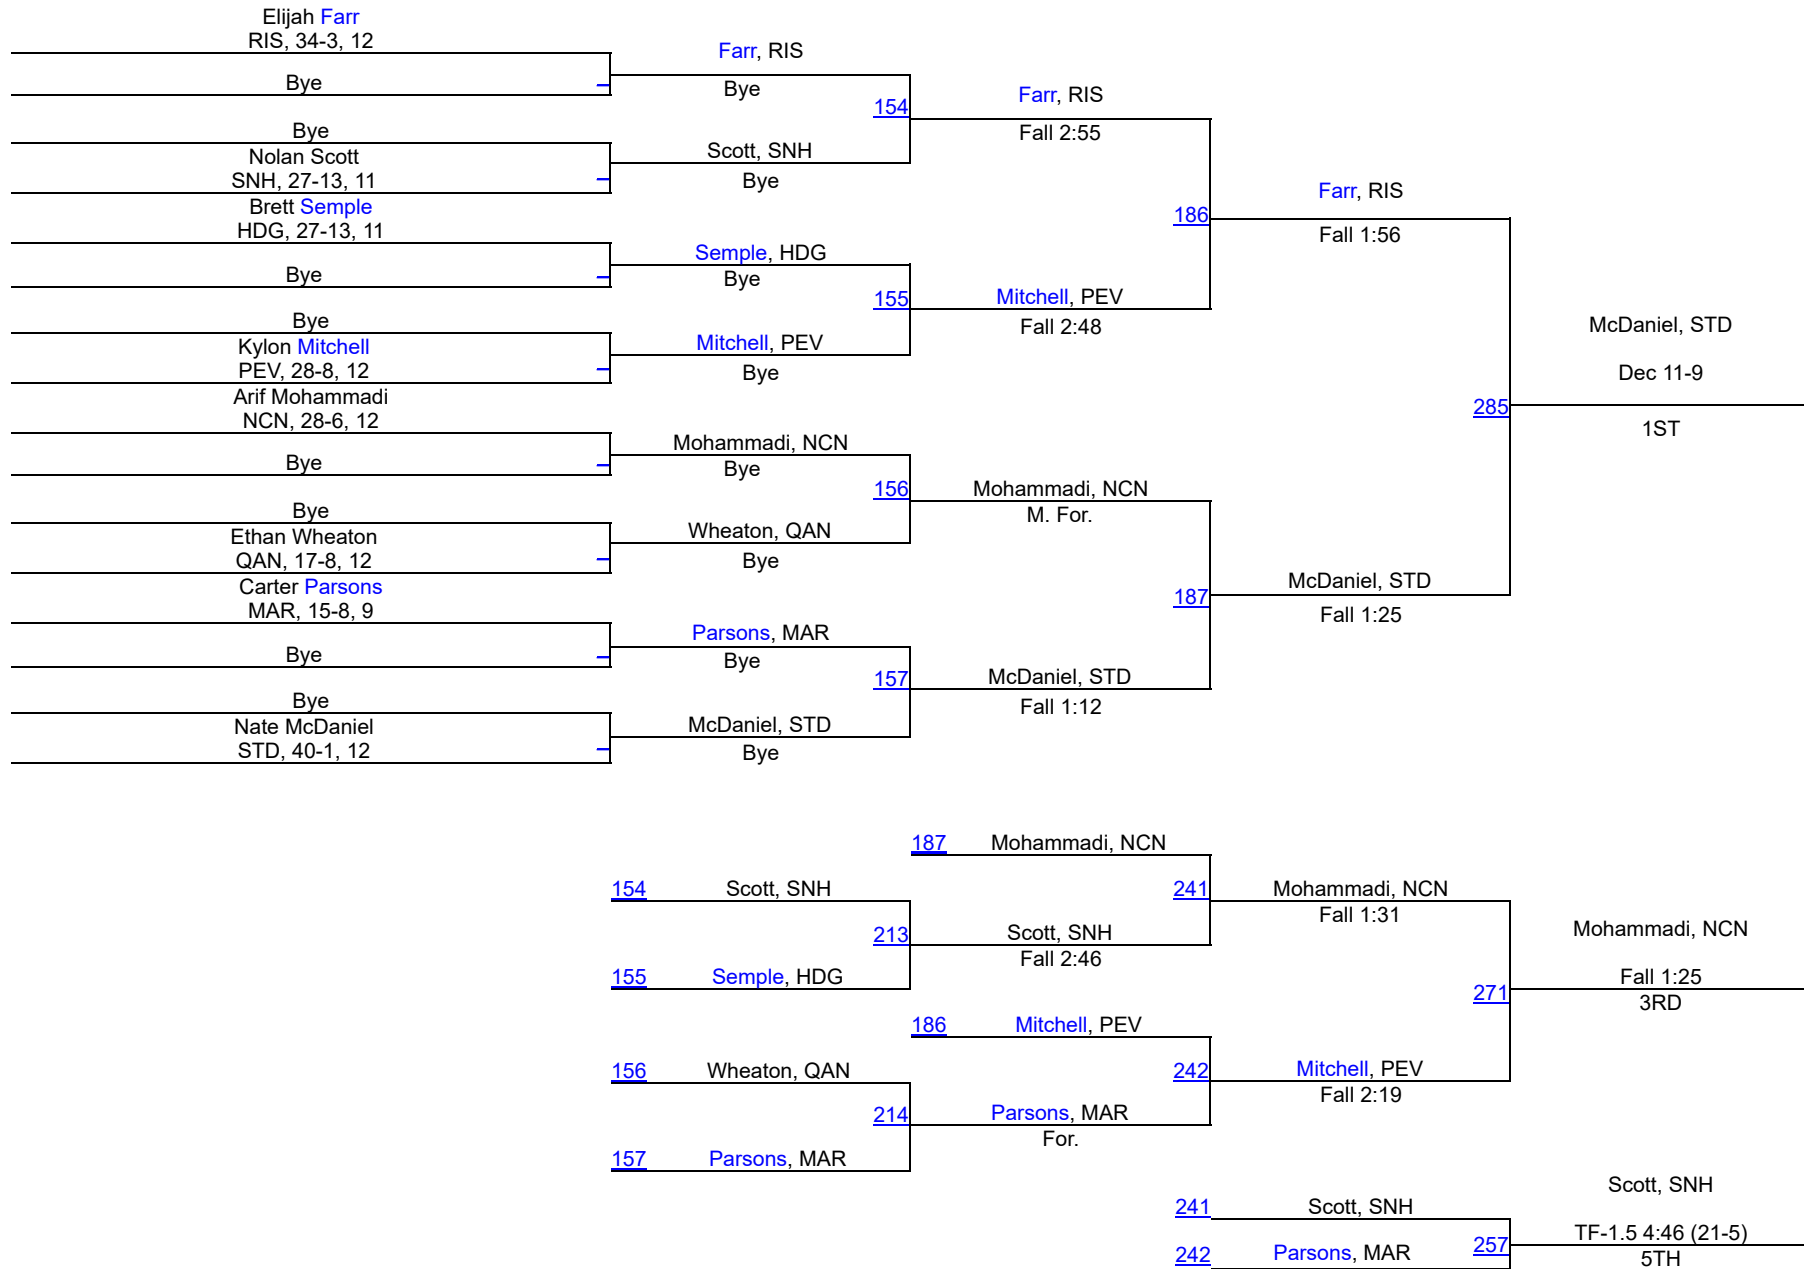 Elijah Farr
RIS, 34-3, 12
Farr, RIS
Bye
Bye
154
Farr, RIS
Fall 2:55
Bye
Nolan Scott
SNH, 27-13, 11
Scott, SNH
Bye
186
Farr, RIS
Fall 1:56
Brett Semple
HDG, 27-13, 11
Semple, HDG
Bye
Bye
155
Mitchell, PEV
Fall 2:48
Bye
Kylon Mitchell
PEV, 28-8, 12
Mitchell, PEV
Bye
McDaniel, STD
Dec 11-9
285
1ST
Arif Mohammadi
NCN, 28-6, 12
Mohammadi, NCN
Bye
Bye
156
Mohammadi, NCN
M. For.
Bye
Ethan Wheaton
QAN, 17-8, 12
Wheaton, QAN
Bye
187
McDaniel, STD
Fall 1:25
Carter Parsons
MAR, 15-8, 9
Parsons, MAR
Bye
Bye
157
McDaniel, STD
Fall 1:12
Bye
Nate McDaniel
STD, 40-1, 12
McDaniel, STD
Bye
187 Mohammadi, NCN
154 Scott, SNH
241
Mohammadi, NCN
Fall 1:31
213
Scott, SNH
Fall 2:46
155 Semple, HDG
Mohammadi, NCN
Fall 1:25
271
3RD
186 Mitchell, PEV
156 Wheaton, QAN
242
Mitchell, PEV
Fall 2:19
214
Parsons, MAR
For.
157 Parsons, MAR
Scott, SNH
241 Scott, SNH
TF-1.5 4:46 (21-5)
257
242 Parsons, MAR
5TH